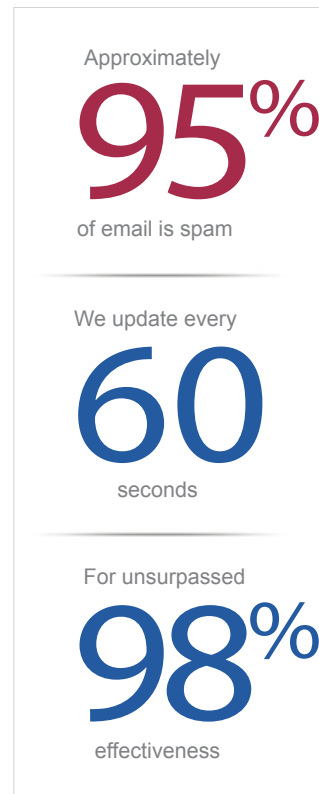 Approximately
95%
of email is spam
We update every
60
seconds
For unsurpassed
98%
effectiveness